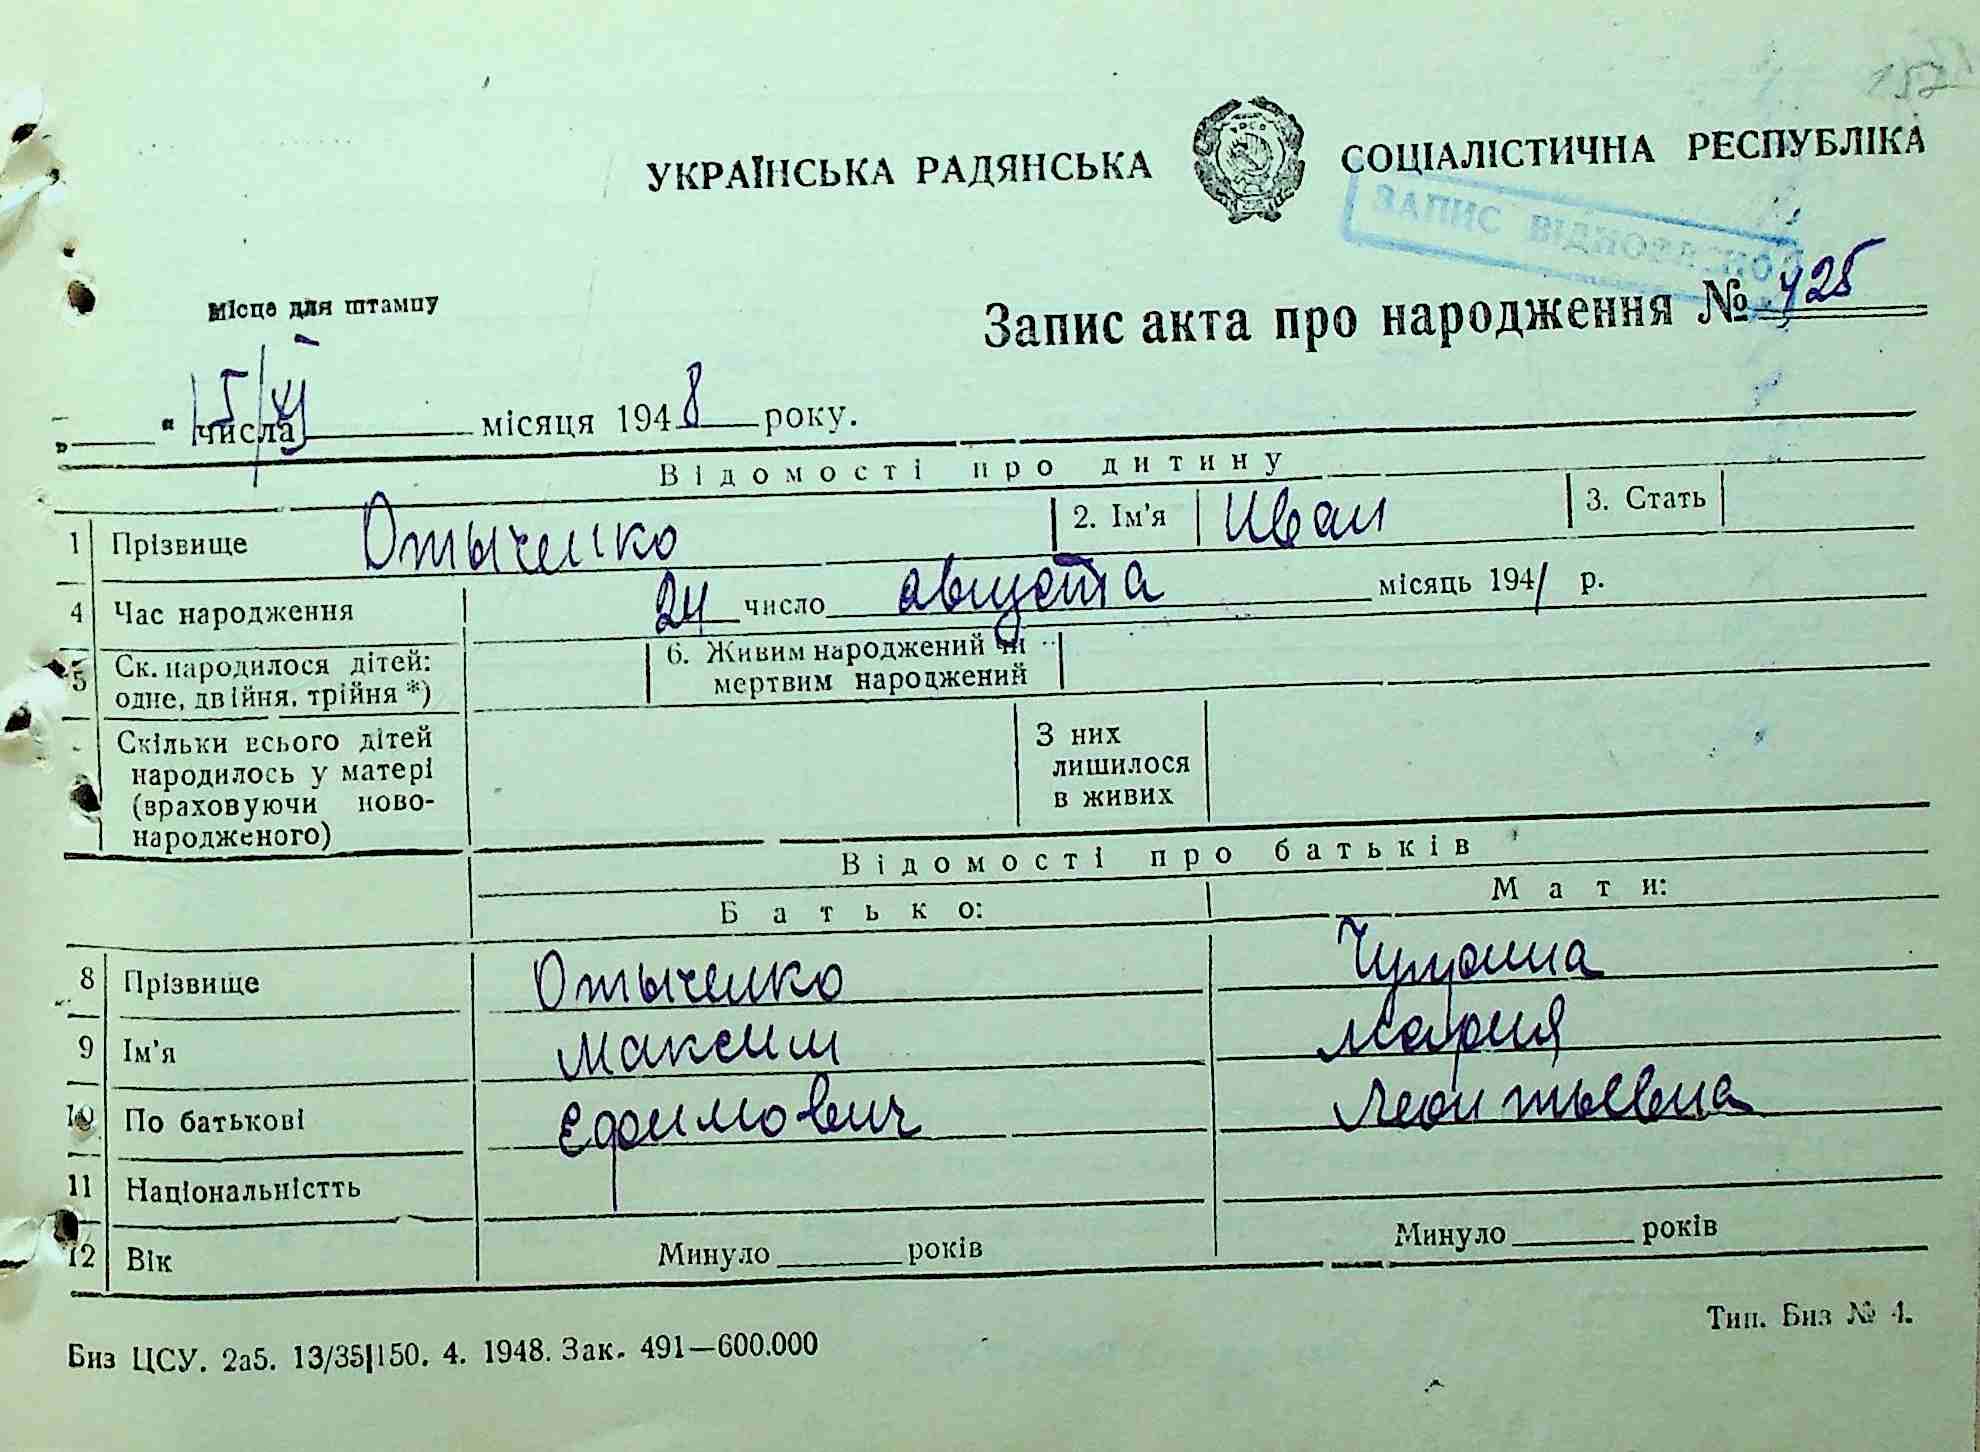 УКРАЇНСЬКА РАДЯНСЬКА СОЦІАЛІСТИЧНА РЕСПУБЛІКА
ЗАПИС ВІДНОВЛЕНО
Місце для штампу
Запис акта про народження № 425
" " 15/XI числа місяця 1948 року.
Відомості про дитину
1 Прізвище Отыченко 2. Ім'я Иван 3. Стать
4 Час народження 24 число августа місяць 1941 р.
5 Ск. народилося дітей: 6. Живим народжений чи
одне, двійня, трійня *) мертвим народжений
Скільки всього дітей З них
народилось у матері лишилося
(враховуючи ново- в живих
народженого)
Відомості про батьків
Батько: Мати:
8 Прізвище Отыченко
9 Ім'я Максим Мария
10 По батькові Ефимович Леонтьевна
11 Національністть
12 Вік Минуло років Минуло років
Биз ЦСУ. 2а5. 13/35|150. 4. 1948. Зак. 491—600.000 Тип. Биз № 4.